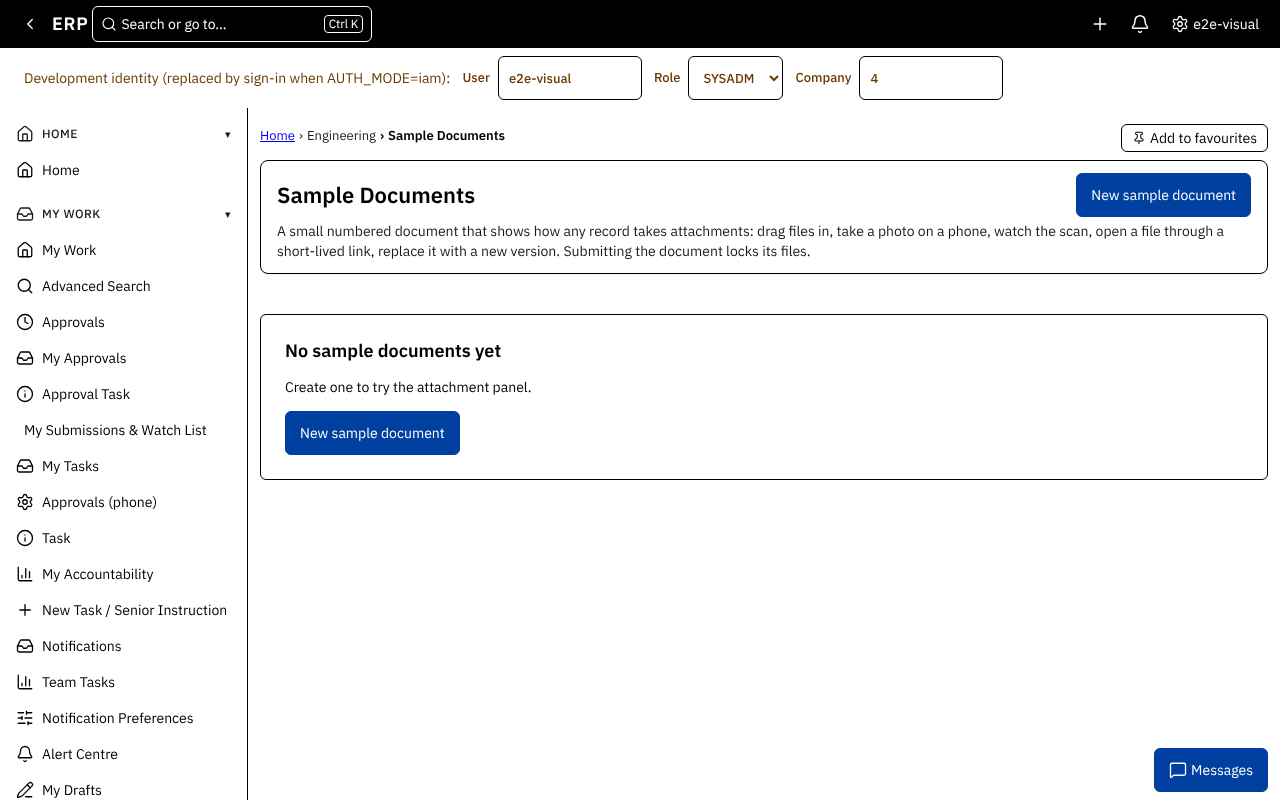 ERP
Search or go to...
Ctrl K
e2e-visual
Development identity (replaced by sign-in when AUTH_MODE=iam):
User
e2e-visual
Role
SYSADM
Company
4
HOME
Home
MY WORK
My Work
Advanced Search
Approvals
My Approvals
Approval Task
My Submissions & Watch List
My Tasks
Approvals (phone)
Task
My Accountability
New Task / Senior Instruction
Notifications
Team Tasks
Notification Preferences
Alert Centre
My Drafts
Home › Engineering › Sample Documents
Add to favourites
Sample Documents
New sample document
A small numbered document that shows how any record takes attachments: drag files in, take a photo on a phone, watch the scan, open a file through a
short-lived link, replace it with a new version. Submitting the document locks its files.
No sample documents yet
Create one to try the attachment panel.
New sample document
Messages